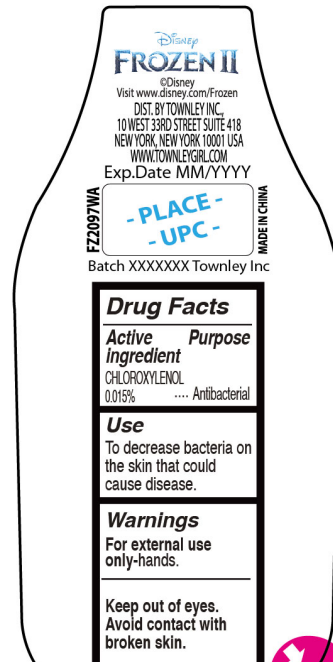 Disney
FROZEN II
©Disney
Visit www.disney.com/Frozen
DIST. BY TOWNLEY INC.,
10 WEST 33RD STREET SUITE 418
NEW YORK, NEW YORK 10001 USA
WWW.TOWNLEYGIRL.COM
Exp.Date MM/YYYY
FZ2097WA
- PLACE -
- UPC -
MADE IN CHINA
Batch XXXXXXX Townley Inc
Drug Facts
Active Purpose
ingredient
CHLOROXYLENOL
0.015% .... Antibacterial
Use
To decrease bacteria on
the skin that could
cause disease.
Warnings
For external use
only-hands.
Keep out of eyes.
Avoid contact with
broken skin.